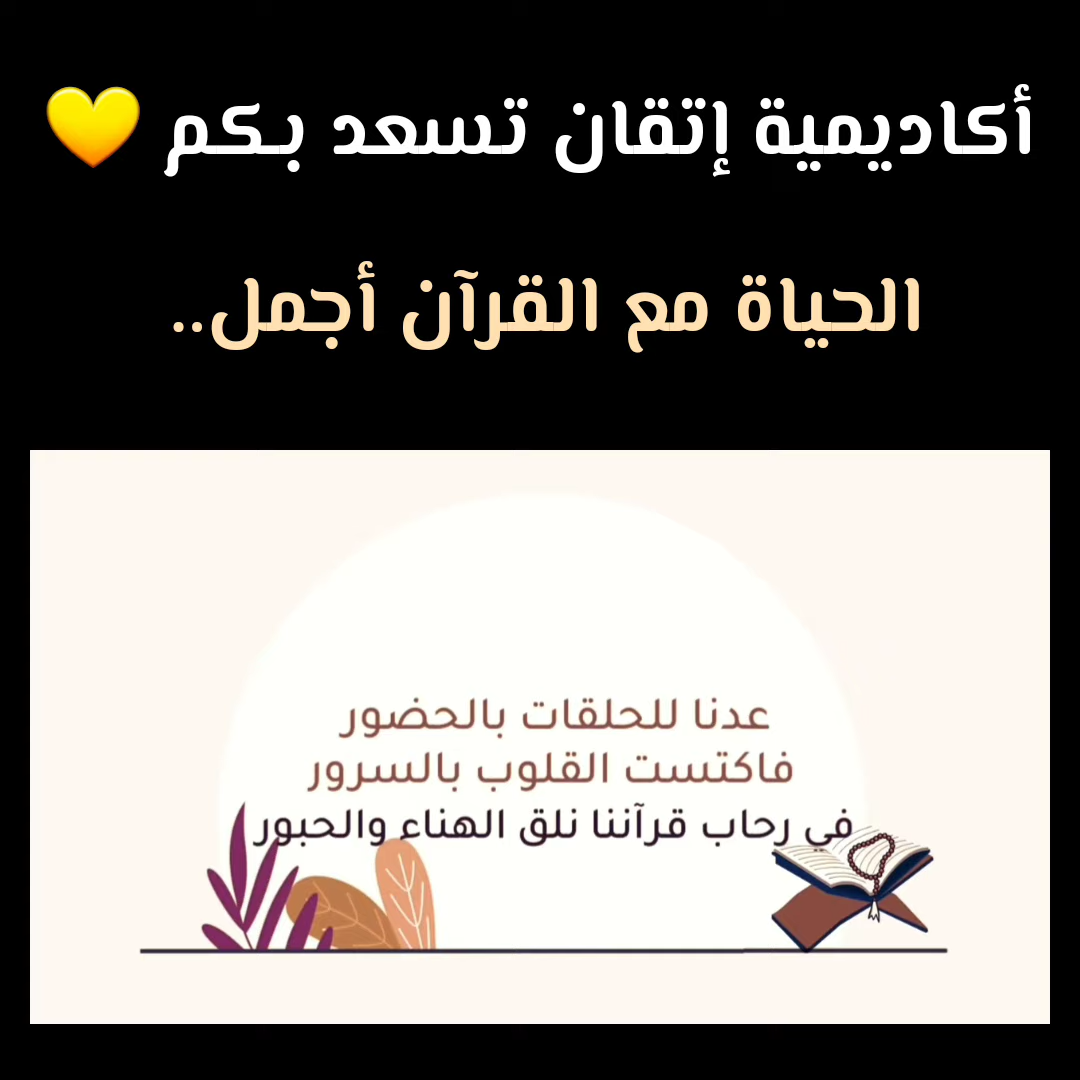 أكاديمية إتقان تسعد بكم 💛
الحياة مع القرآن أجمل..
عدنا للحلقات بالحضور
فاكتست القلوب بالسرور
في رحاب قرآننا نلق الهناء والحبور